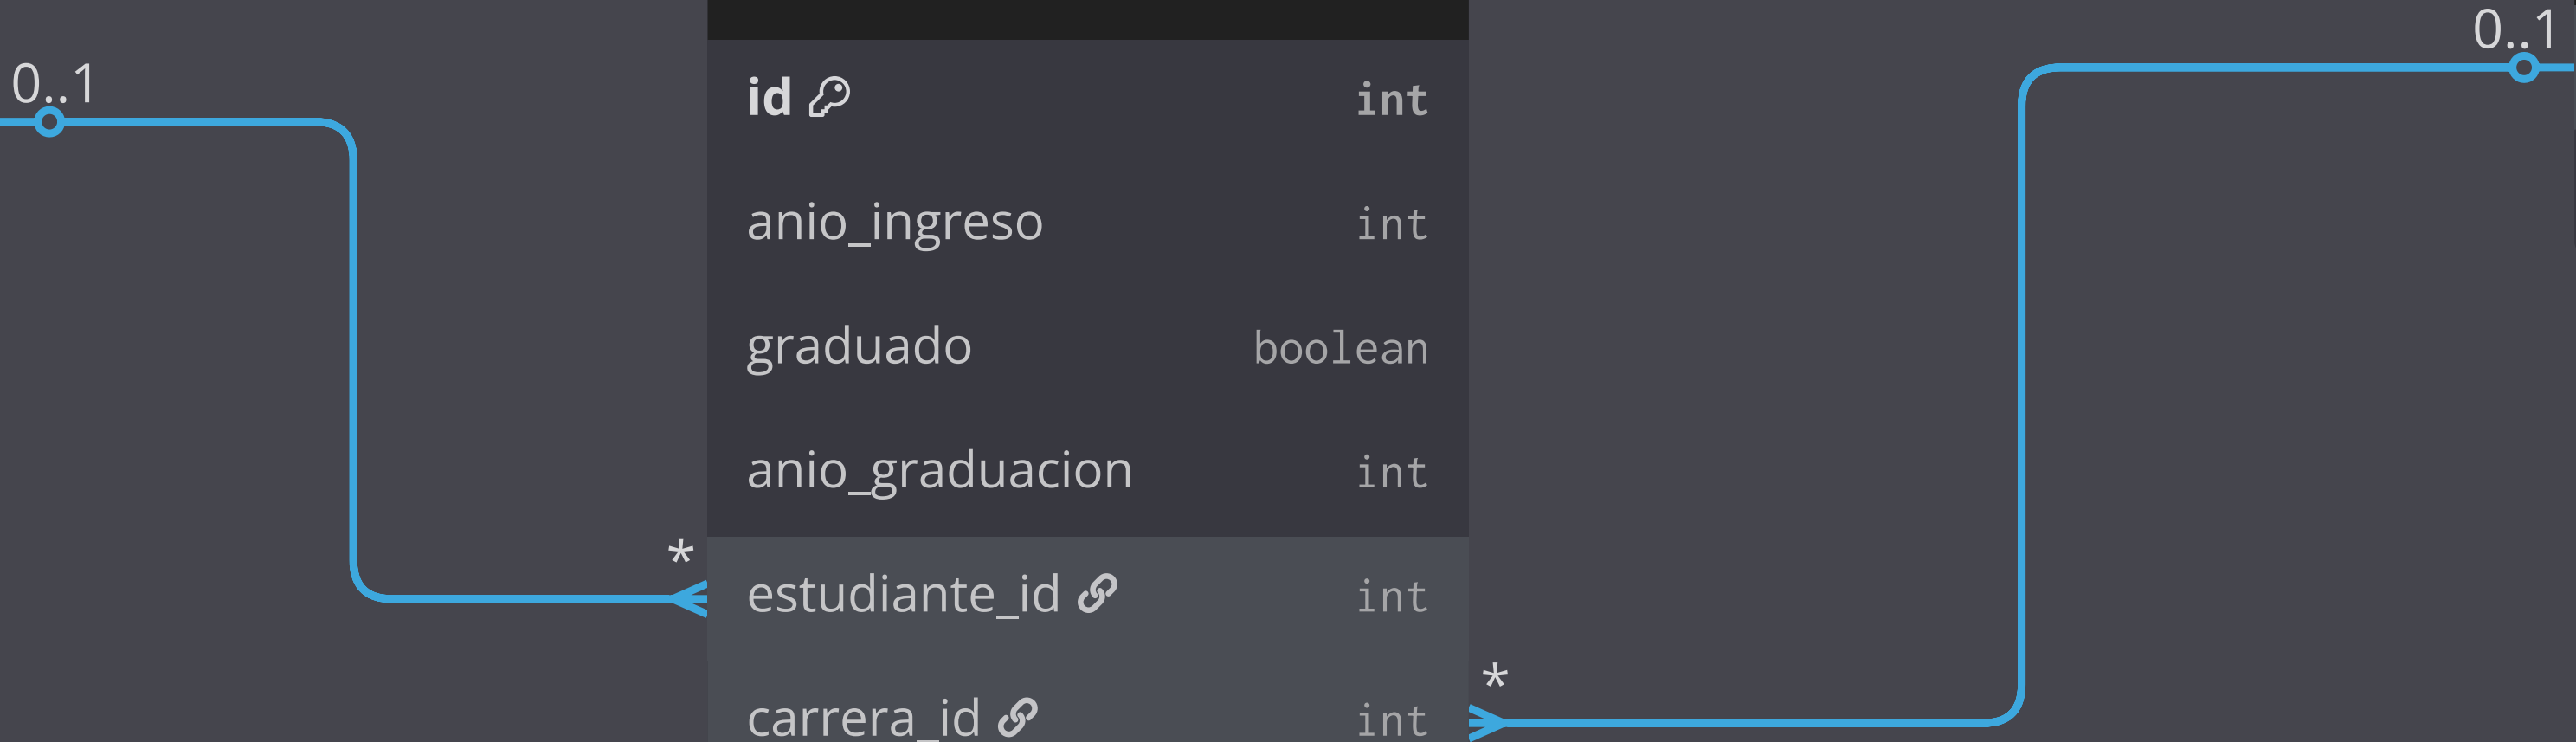 0..1
0..1
id int
anio_ingreso int
graduado boolean
anio_graduacion int
*
estudiante_id int
*
carrera_id int